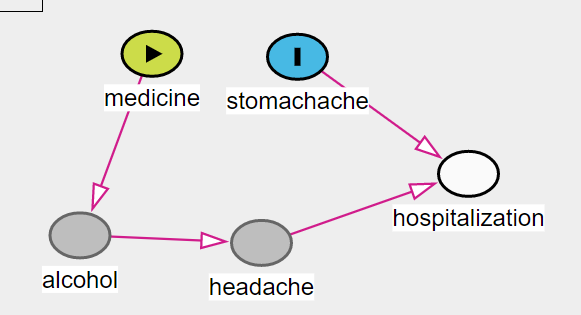 medicine
stomachache
hospitalization
alcohol
headache